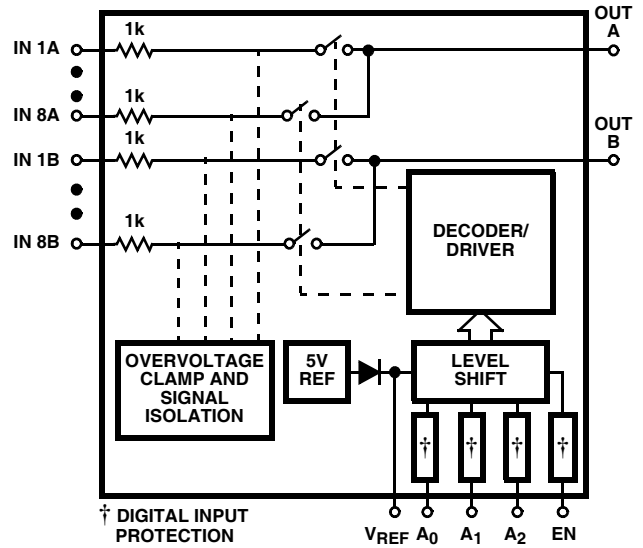 OUT
A
1k
IN 1A
1k
IN 8A
OUT
B
1k
IN 1B
1k
IN 8B
DECODER/
DRIVER
OVERVOLTAGE
CLAMP AND
SIGNAL
ISOLATION
5V
REF
LEVEL
SHIFT
† † † †
† DIGITAL INPUT
PROTECTION
VREF A0 A1 A2 EN